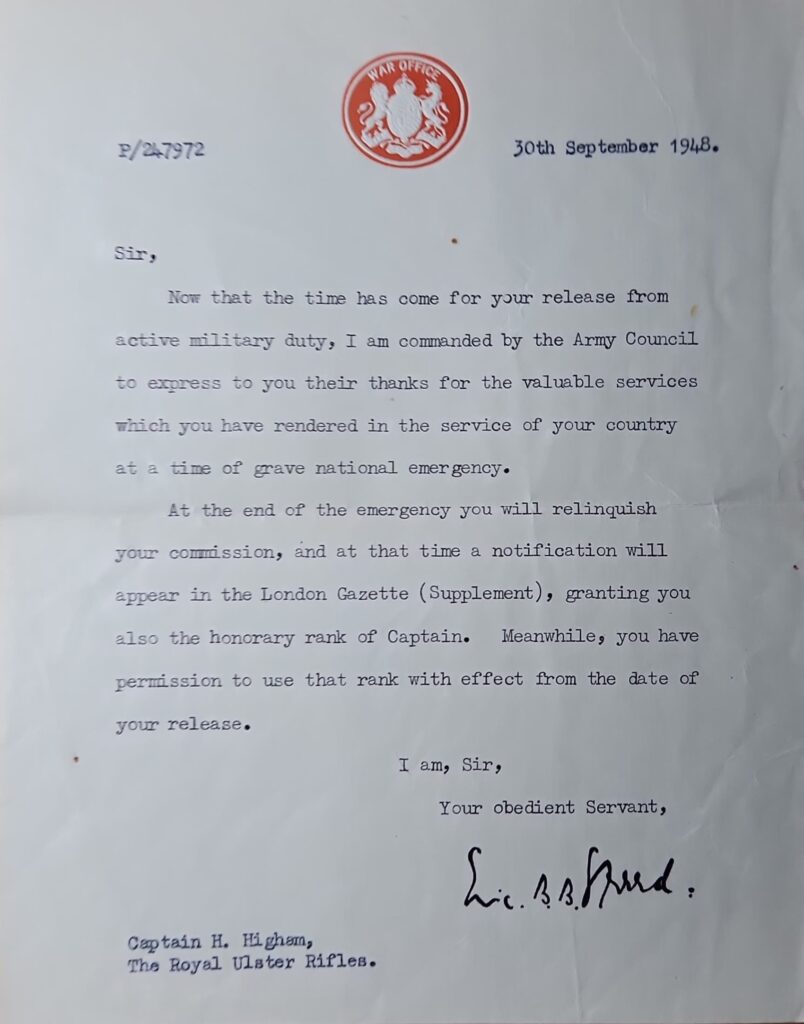 WAR OFFICE
P/247972
30th September 1948.
Sir,
Now that the time has come for your release from
active military duty, I am commanded by the Army Council
to express to you their thanks for the valuable services
which you have rendered in the service of your country
at a time of grave national emergency.
At the end of the emergency you will relinquish
your commission, and at that time a notification will
appear in the London Gazette (Supplement), granting you
also the honorary rank of Captain. Meanwhile, you have
permission to use that rank with effect from the date of
your release.
I am, Sir,
Your obedient Servant,
Eric. B.B. Speed.
Captain H. Higham,
The Royal Ulster Rifles.